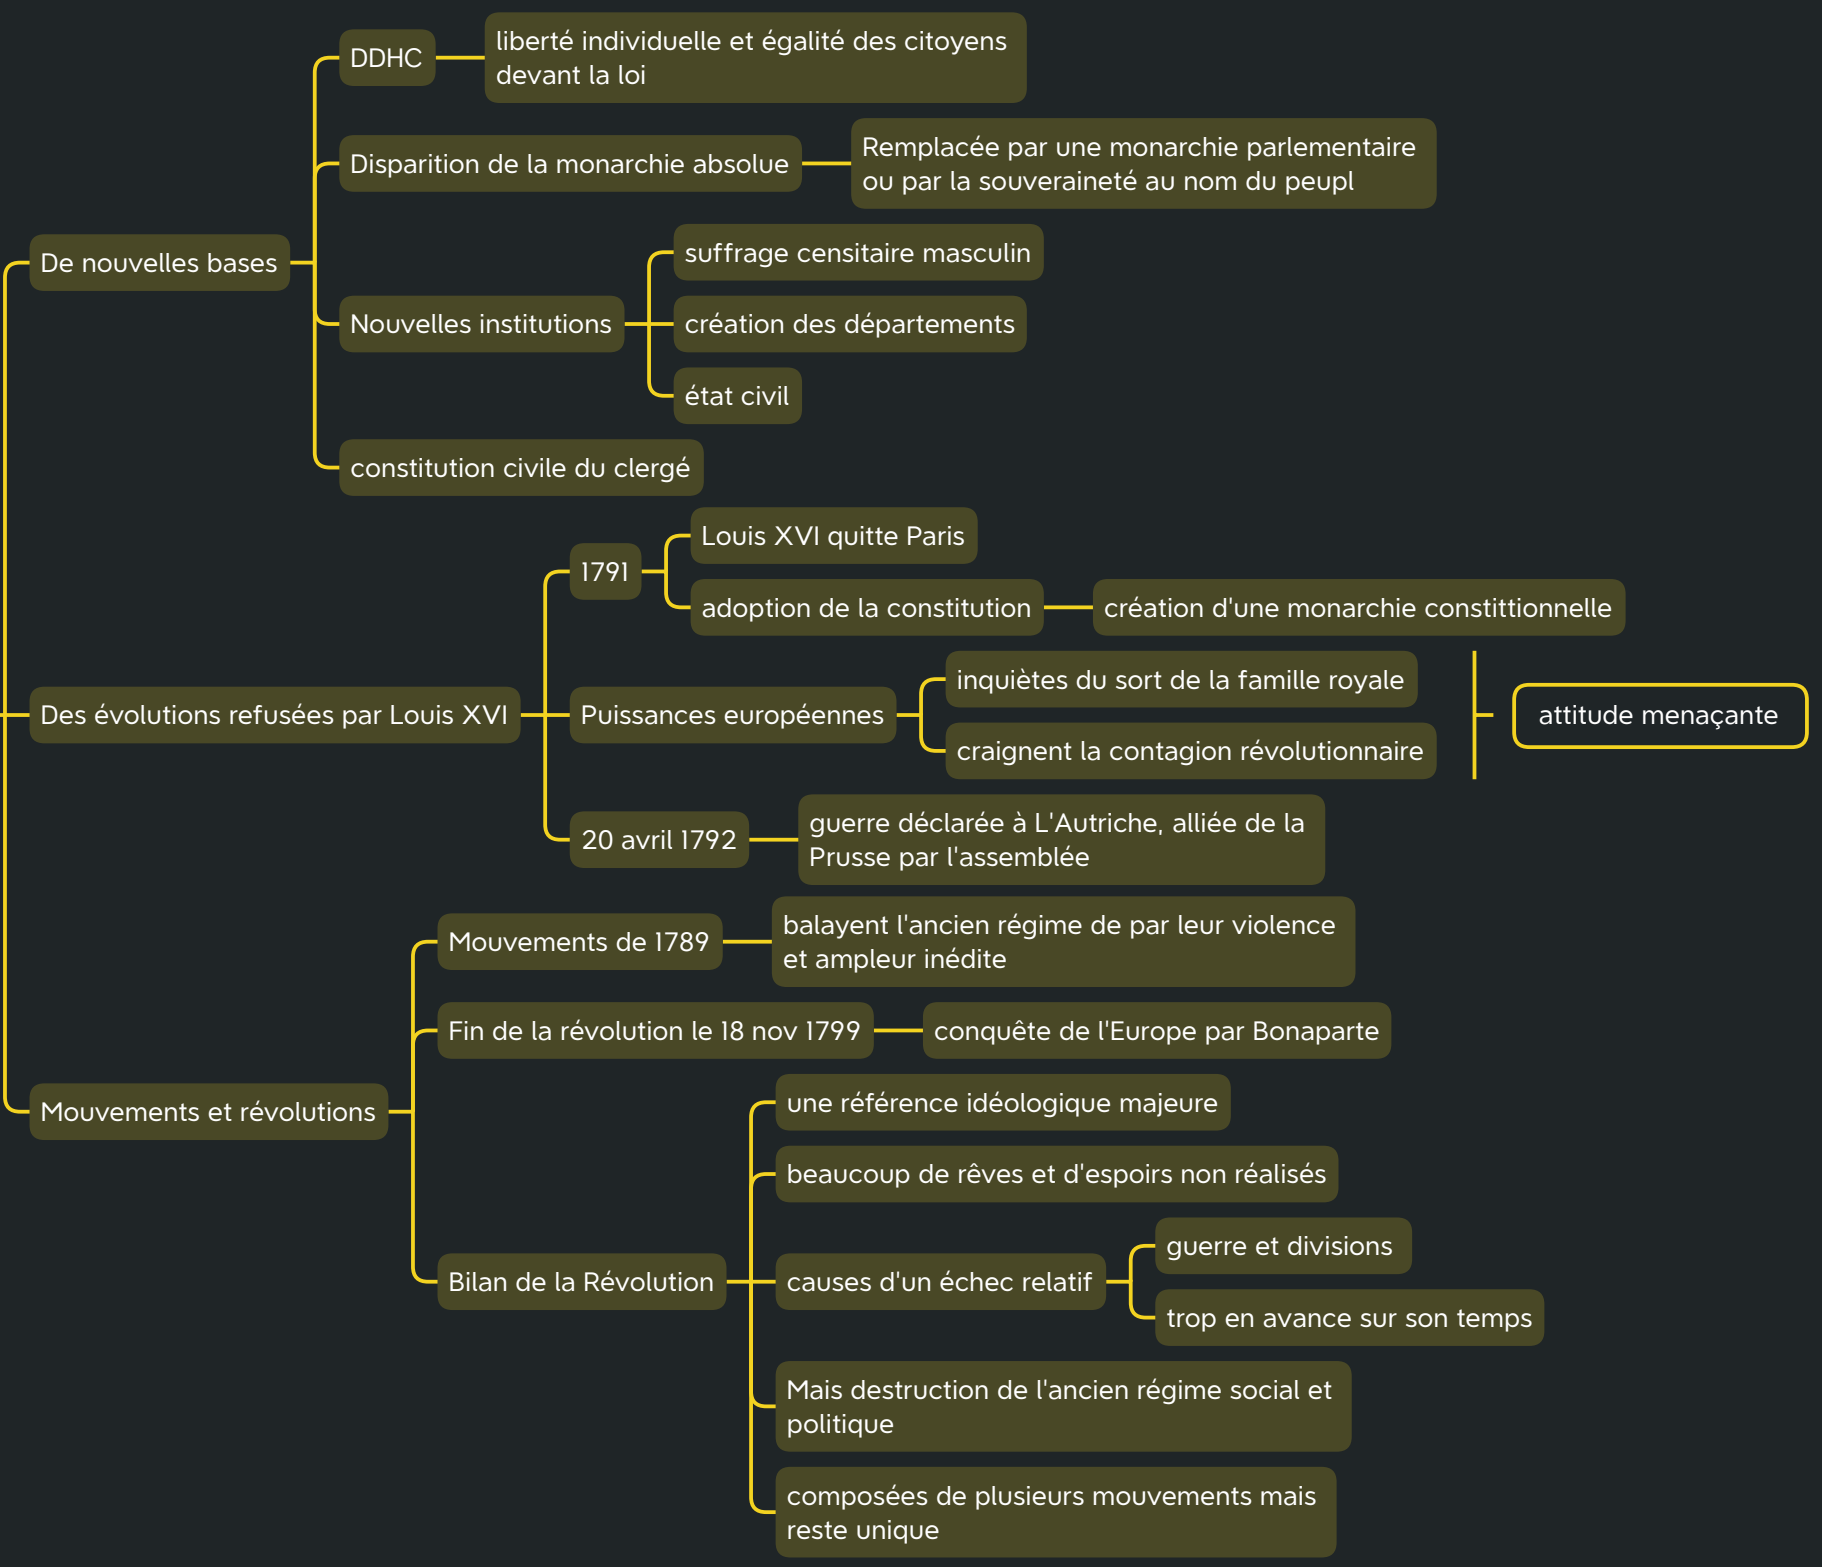 DDHC
liberté individuelle et égalité des citoyens
devant la loi
Disparition de la monarchie absolue
Remplacée par une monarchie parlementaire
ou par la souveraineté au nom du peupl
De nouvelles bases
Nouvelles institutions
suffrage censitaire masculin
création des départements
état civil
constitution civile du clergé
Des évolutions refusées par Louis XVI
1791
Louis XVI quitte Paris
adoption de la constitution
création d'une monarchie constittionnelle
Puissances européennes
inquiètes du sort de la famille royale
craignent la contagion révolutionnaire
attitude menaçante
20 avril 1792
guerre déclarée à L'Autriche, alliée de la
Prusse par l'assemblée
Mouvements et révolutions
Mouvements de 1789
balayent l'ancien régime de par leur violence
et ampleur inédite
Fin de la révolution le 18 nov 1799
conquête de l'Europe par Bonaparte
Bilan de la Révolution
une référence idéologique majeure
beaucoup de rêves et d'espoirs non réalisés
causes d'un échec relatif
guerre et divisions
trop en avance sur son temps
Mais destruction de l'ancien régime social et
politique
composées de plusieurs mouvements mais
reste unique